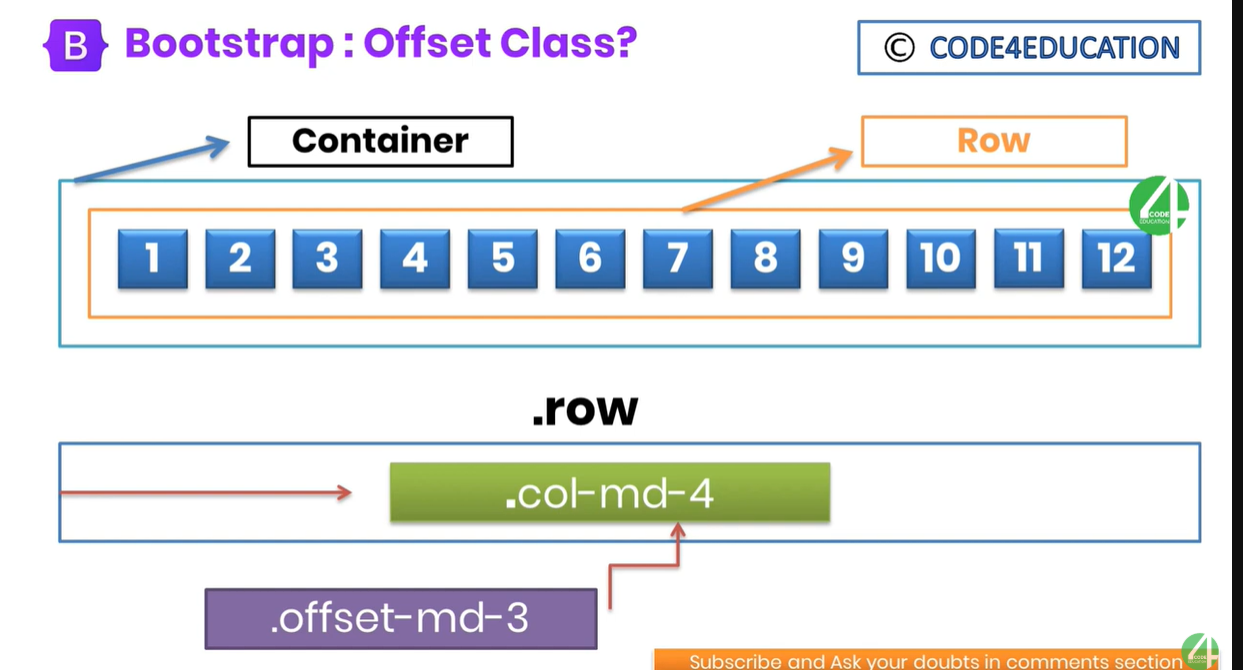 B Bootstrap : Offset Class?
© CODE4EDUCATION
Container
Row
4 CODE EDUCATION
1 2 3 4 5 6 7 8 9 10 11 12
.row
.col-md-4
.offset-md-3
Subscribe and Ask your doubts in comments section
4